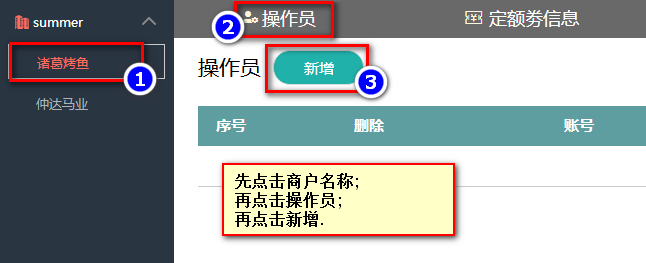 summer
诸葛烤鱼
1
仲达马业
2 操作员
定额券信息
操作员 新增 3
序号 删除 账号
先点击商户名称；
再点击操作员；
再点击新增.